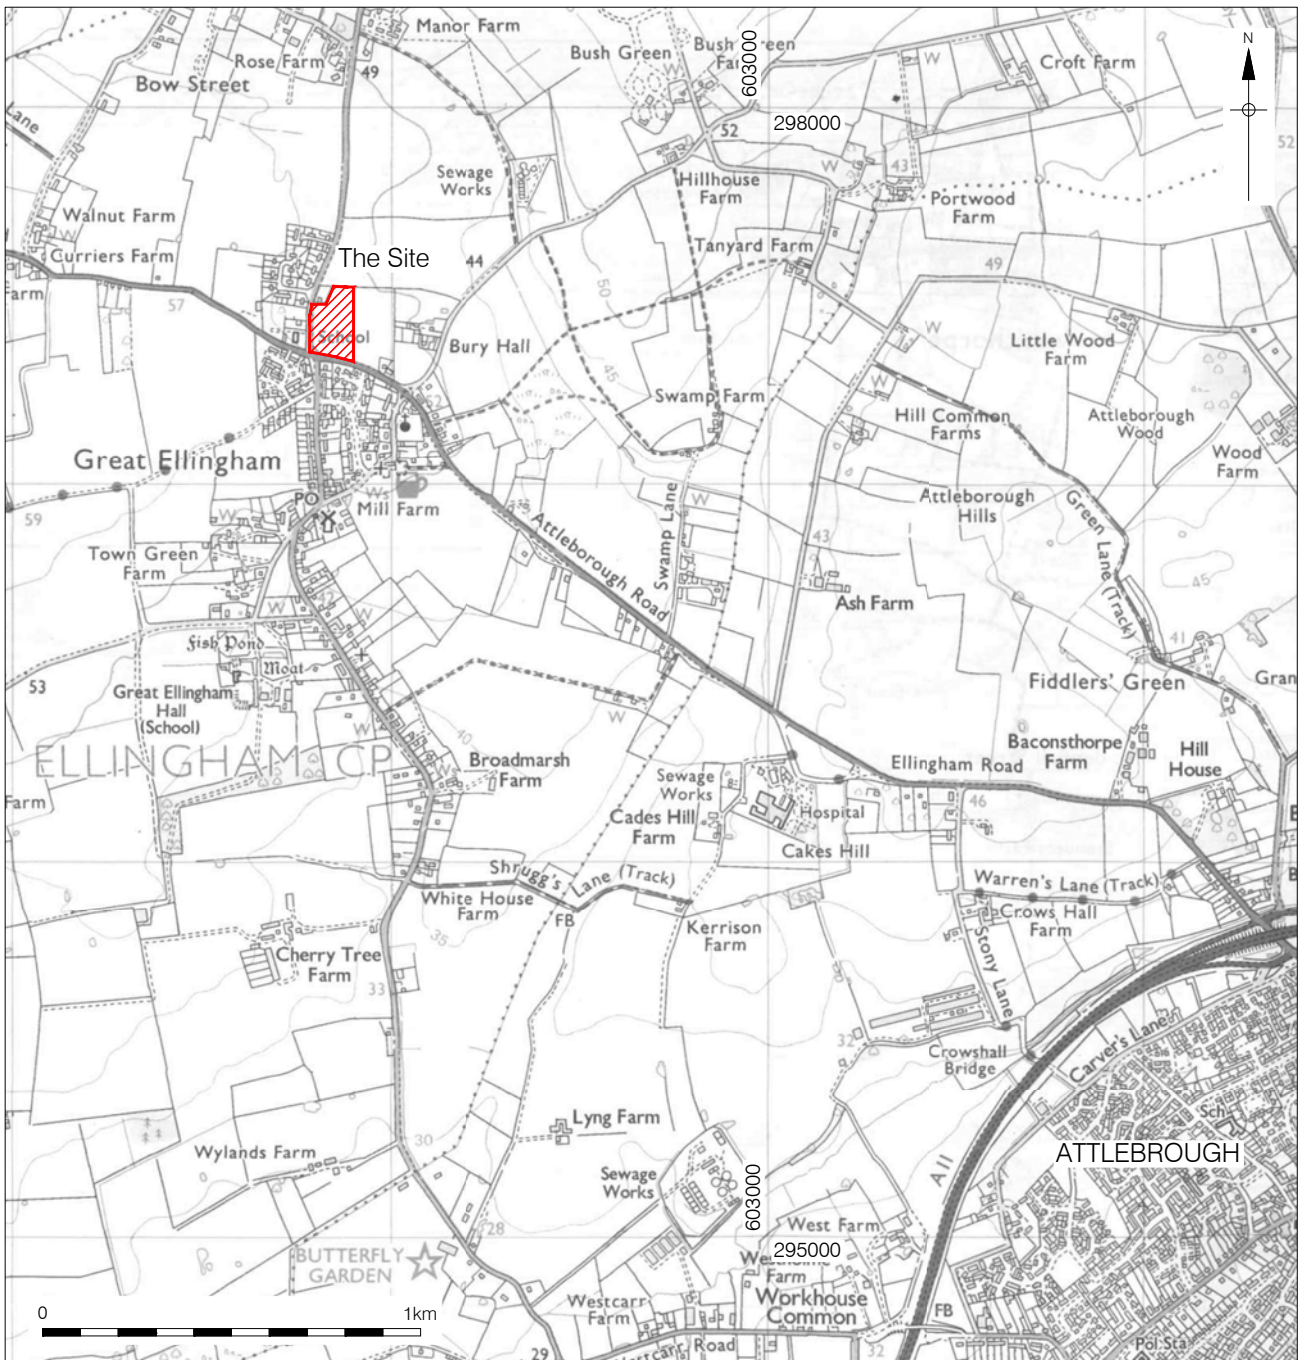 Manor Farm
Rose Farm
Bow Street
49
Bush Green
Bush Green
Farm
603000
298000
52
Croft Farm
N
52
Lane
Sewage
Works
Hillhouse
Farm
W
W
W
43
Portwood
Farm
Walnut Farm
W
Curriers Farm
Farm
The Site
44
Tanyard Farm
49
57
School
Bury Hall
50
45
W
Little Wood
Farm
Swamp Farm
W
Hill Common
Farms
Attleborough
Wood
Wood
Farm
52
Great Ellingham
59
PO
Ws
Mill Farm
W
Attleborough
Hills
Town Green
Farm
Attleborough Road
Swamp Lane
W
43
Green Lane (Track)
45
Ash Farm
42
W
W
Fish Pond
Moat
41
53
Great Ellingham
Hall
(School)
W
W
Fiddlers' Green
Gran
ELLINGHAM CP
40
Broadmarsh
Farm
W
Baconsthorpe
Farm
Hill
House
Ellingham Road
Farm
Sewage
Works
Hospital
46
Cades Hill
Farm
Cakes Hill
B
B
Shrugg's Lane (Track)
Warren's Lane (Track)
White House
Farm
FB
Kerrison
Farm
Crows Hall
Farm
35
Cherry Tree
Farm
33
Stony Lane
32
Crowshall
Bridge
Carver's Lane
Sch
Lyng Farm
30
Wylands Farm
A11
ATTLEBROUGH
Sewage
Works
603000
West Farm
28
295000
BUTTERFLY
GARDEN
Westholme
Farm
0
1km
Westcarr
Farm
Workhouse
Common
FB
29
Westcarr Road
32
Pol Sta